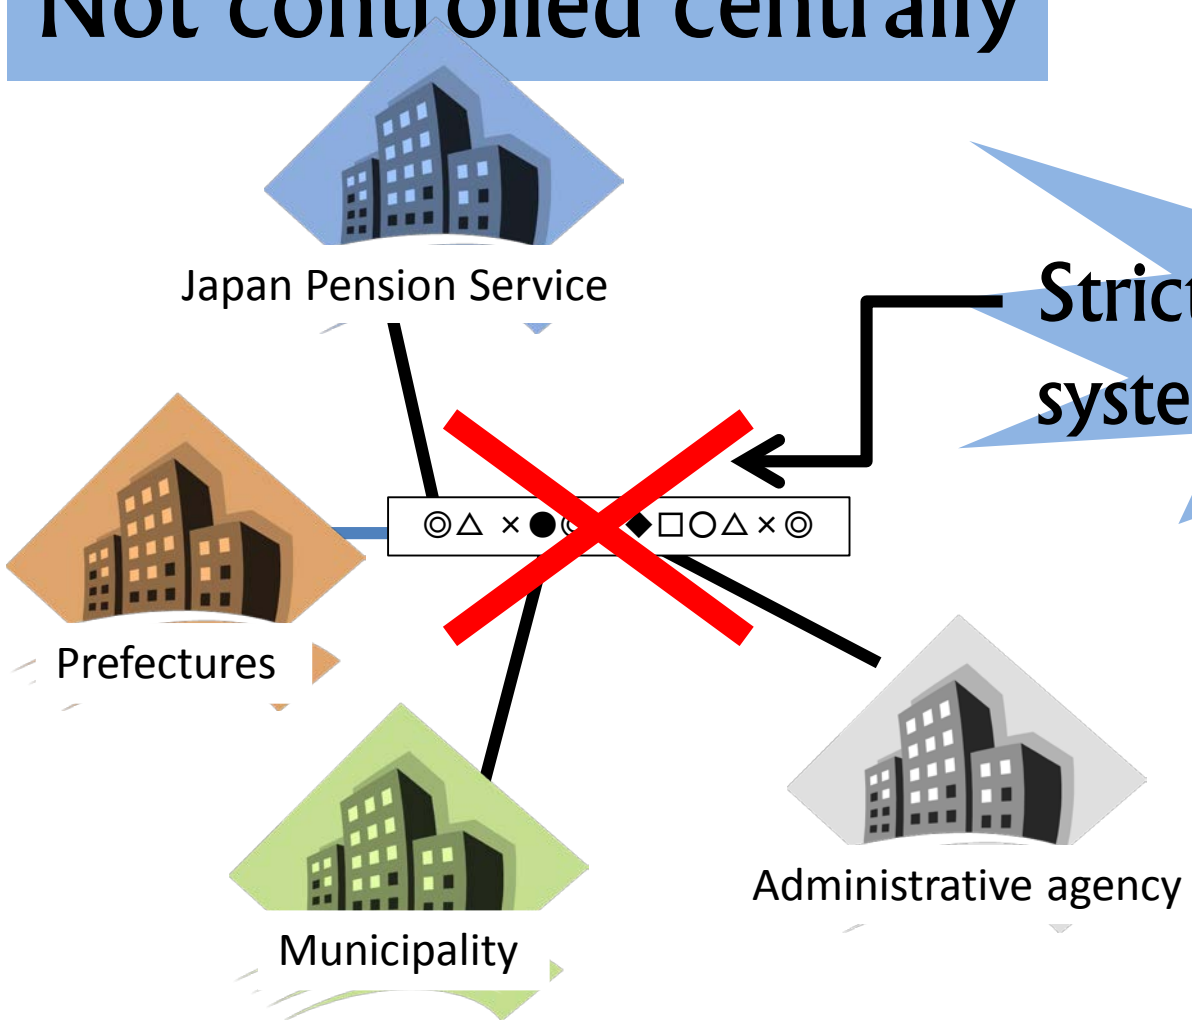 Not controlled centrally
Japan Pension Service
Strict
syste
◎△ ×●◎ ◆□○△×◎
Prefectures
Administrative agency
Municipality